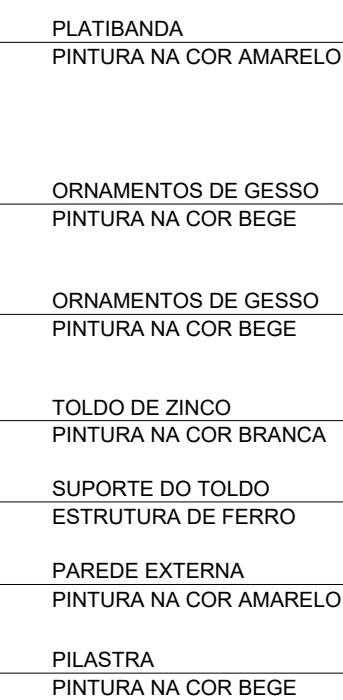 PLATIBANDA
PINTURA NA COR AMARELO
ORNAMENTOS DE GESSO
PINTURA NA COR BEGE
ORNAMENTOS DE GESSO
PINTURA NA COR BEGE
TOLDO DE ZINCO
PINTURA NA COR BRANCA
SUPORTE DO TOLDO
ESTRUTURA DE FERRO
PAREDE EXTERNA
PINTURA NA COR AMARELO
PILASTRA
PINTURA NA COR BEGE